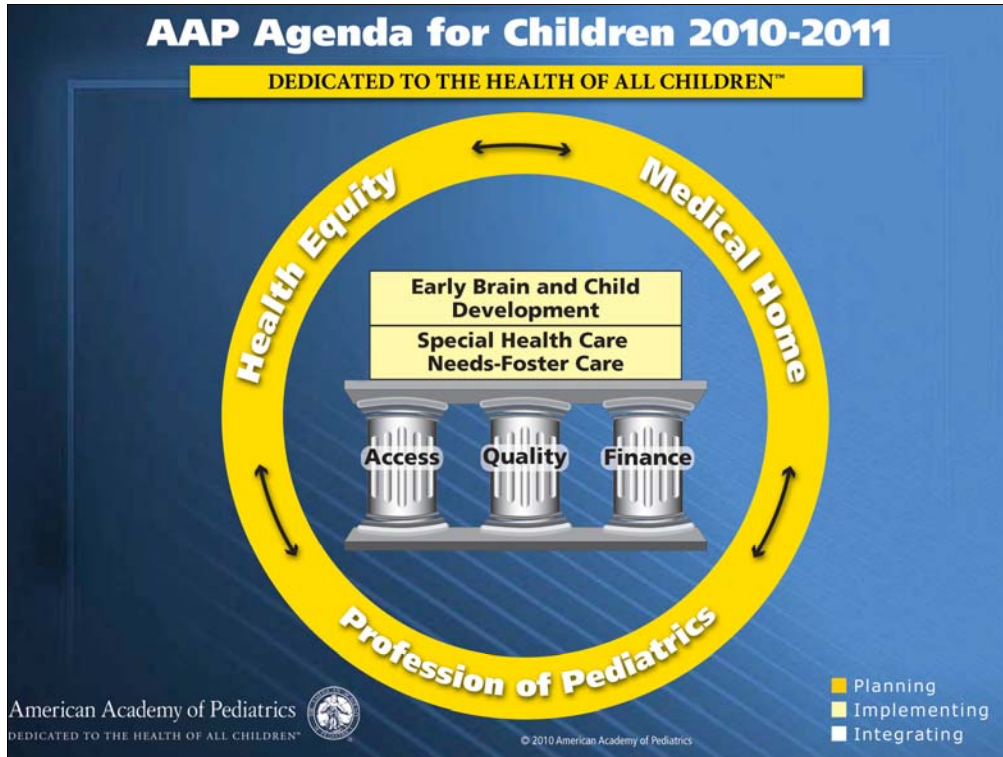 AAP Agenda for Children 2010-2011
DEDICATED TO THE HEALTH OF ALL CHILDREN™
Health Equity
Medical Home
Early Brain and Child
Development
Special Health Care
Needs-Foster Care
Access
Quality
Finance
Profession of Pediatrics
American Academy of Pediatrics
DEDICATED TO THE HEALTH OF ALL CHILDREN™
© 2010 American Academy of Pediatrics
Planning
Implementing
Integrating